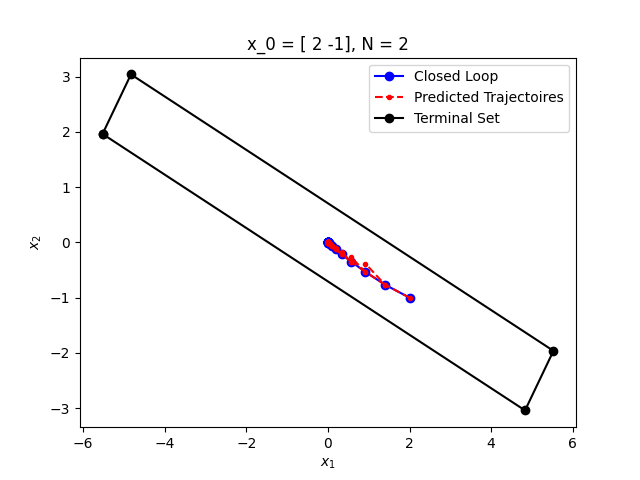 x_0 = [ 2 -1], N = 2
Closed Loop
Predicted Trajectoires
Terminal Set
3
2
1
0
−1
−2
−3
x₂
−6
−4
−2
0
2
4
6
x₁